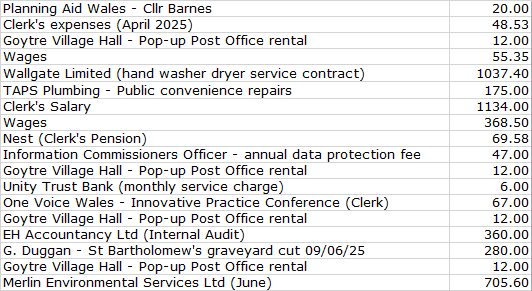 Planning Aid Wales - Cllr Barnes 20.00
Clerk's expenses (April 2025) 48.53
Goytre Village Hall - Pop-up Post Office rental 12.00
Wages 55.35
Wallgate Limited (hand washer dryer service contract) 1037.40
TAPS Plumbing - Public convenience repairs 175.00
Clerk's Salary 1134.00
Wages 368.50
Nest (Clerk's Pension) 69.58
Information Commissioners Officer - annual data protection fee 47.00
Goytre Village Hall - Pop-up Post Office rental 12.00
Unity Trust Bank (monthly service charge) 6.00
One Voice Wales - Innovative Practice Conference (Clerk) 67.00
Goytre Village Hall - Pop-up Post Office rental 12.00
EH Accountancy Ltd (Internal Audit) 360.00
G. Duggan - St Bartholomew's graveyard cut 09/06/25 280.00
Goytre Village Hall - Pop-up Post Office rental 12.00
Merlin Environmental Services Ltd (June) 705.60